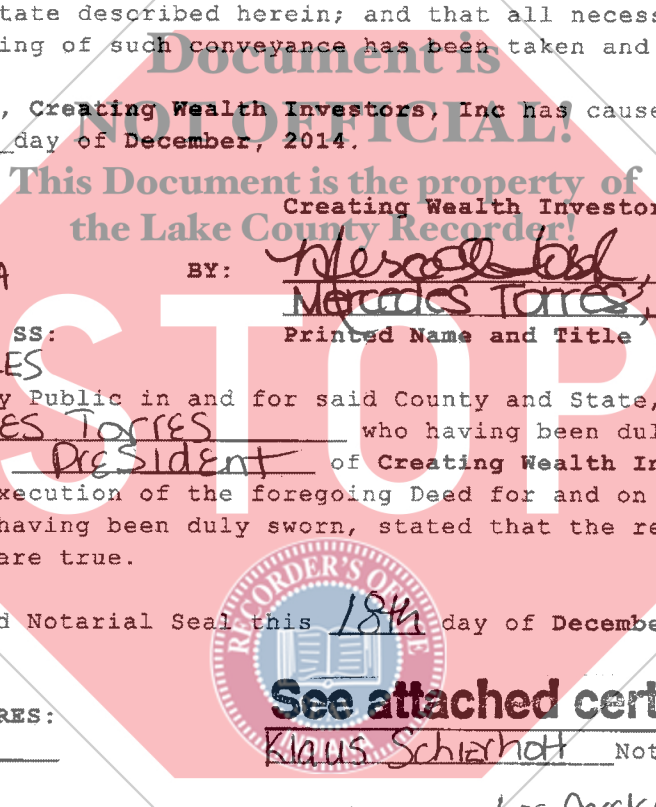 tate described herein; and that all necess
ing of such conveyance has been taken and
Document is
, Creating Wealth Investors, Inc has cause
NOT OFFICIAL!
day of December, 2014.
This Document is the property of
Creating Wealth Investor
the Lake County Recorder!
A BY:
Mercedes Torres,
SS: Printed Name and Title
LES
STOP
y Public in and for said County and State,
ES Torres who having been dul
President of Creating Wealth In
xecution of the foregoing Deed for and on
having been duly sworn, stated that the re
are true.
RECORDER'S OF
d Notarial Seal this 18th day of Decembe
See attached cert
RES:
Klaus Schierhoff Not